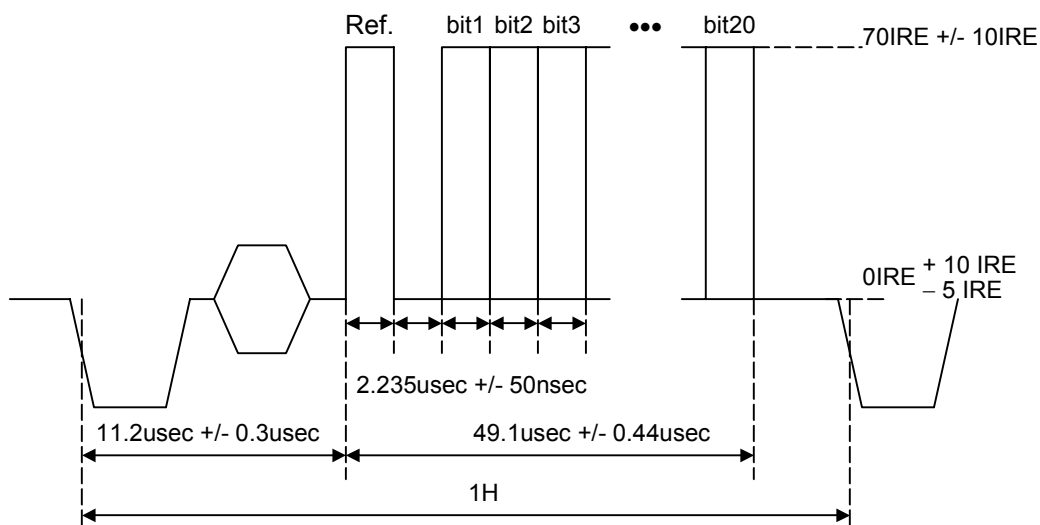 Ref. bit1 bit2 bit3 ••• bit20 70IRE +/- 10IRE
0IRE + 10 IRE
– 5 IRE
2.235usec +/- 50nsec
11.2usec +/- 0.3usec 49.1usec +/- 0.44usec
1H